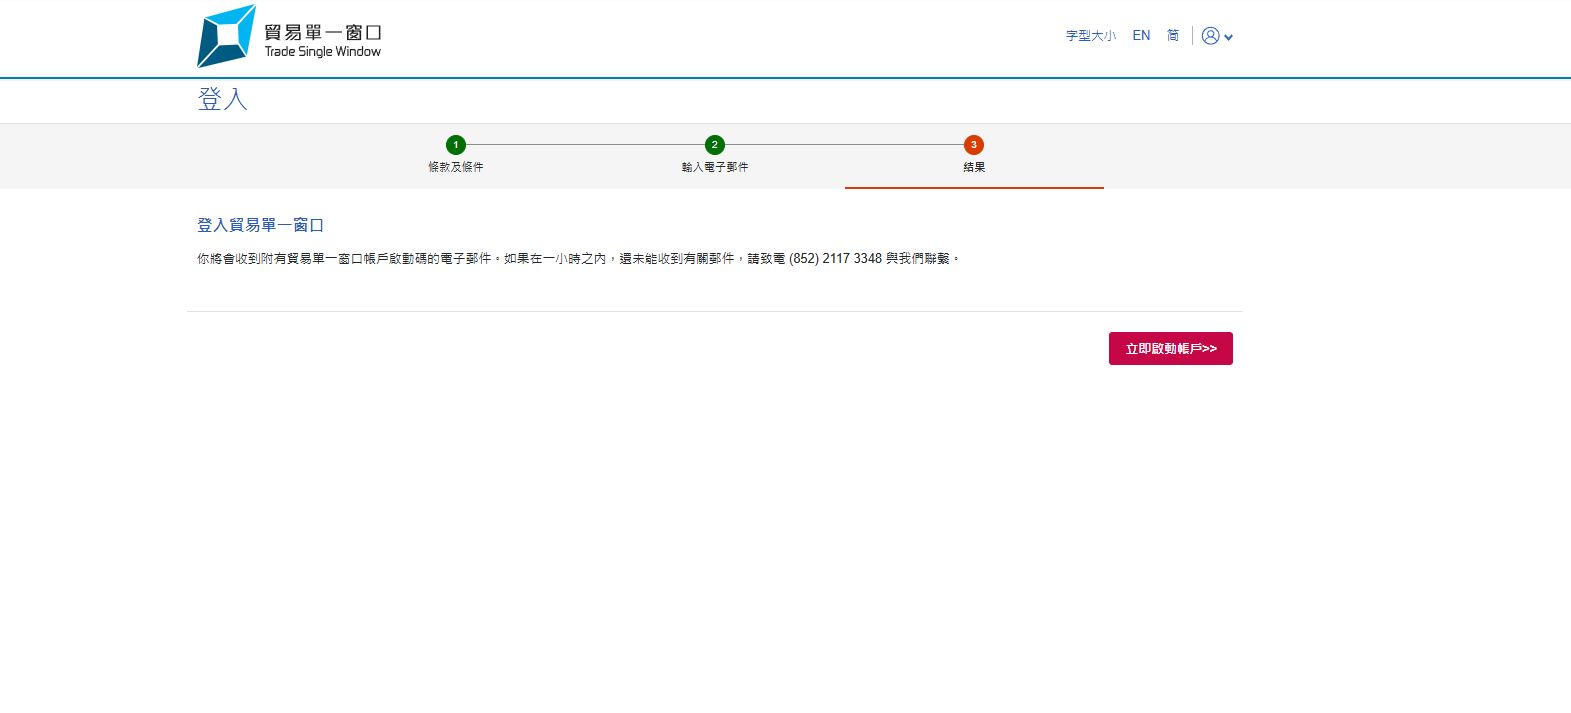 貿易單一窗口
Trade Single Window
字型大小 EN 简
登入
1 2 3
條款及條件 輸入電子郵件 結果
登入貿易單一窗口
你將會收到附有貿易單一窗口帳戶啟動碼的電子郵件。如果在一小時之內，還未能收到有關郵件，請致電 (852) 2117 3348 與我們聯繫。
立即啟動帳戶>>